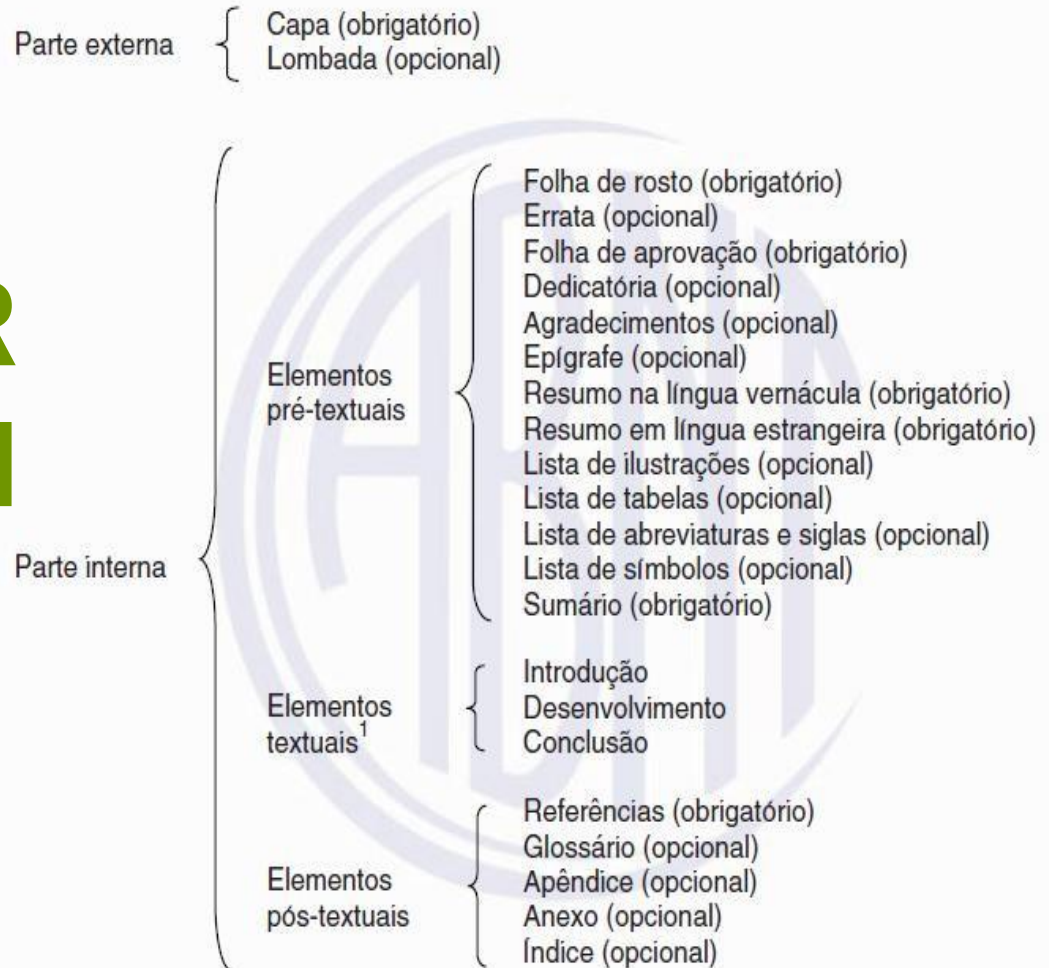 Parte externa
Capa (obrigatório)
Lombada (opcional)
R
Parte interna
Elementos
pré-textuais
Folha de rosto (obrigatório)
Errata (opcional)
Folha de aprovação (obrigatório)
Dedicatória (opcional)
Agradecimentos (opcional)
Epígrafe (opcional)
Resumo na língua vernácula (obrigatório)
Resumo em língua estrangeira (obrigatório)
Lista de ilustrações (opcional)
Lista de tabelas (opcional)
Lista de abreviaturas e siglas (opcional)
Lista de símbolos (opcional)
Sumário (obrigatório)
Elementos
textuais¹
Introdução
Desenvolvimento
Conclusão
Elementos
pós-textuais
Referências (obrigatório)
Glossário (opcional)
Apêndice (opcional)
Anexo (opcional)
Índice (opcional)
ABNT